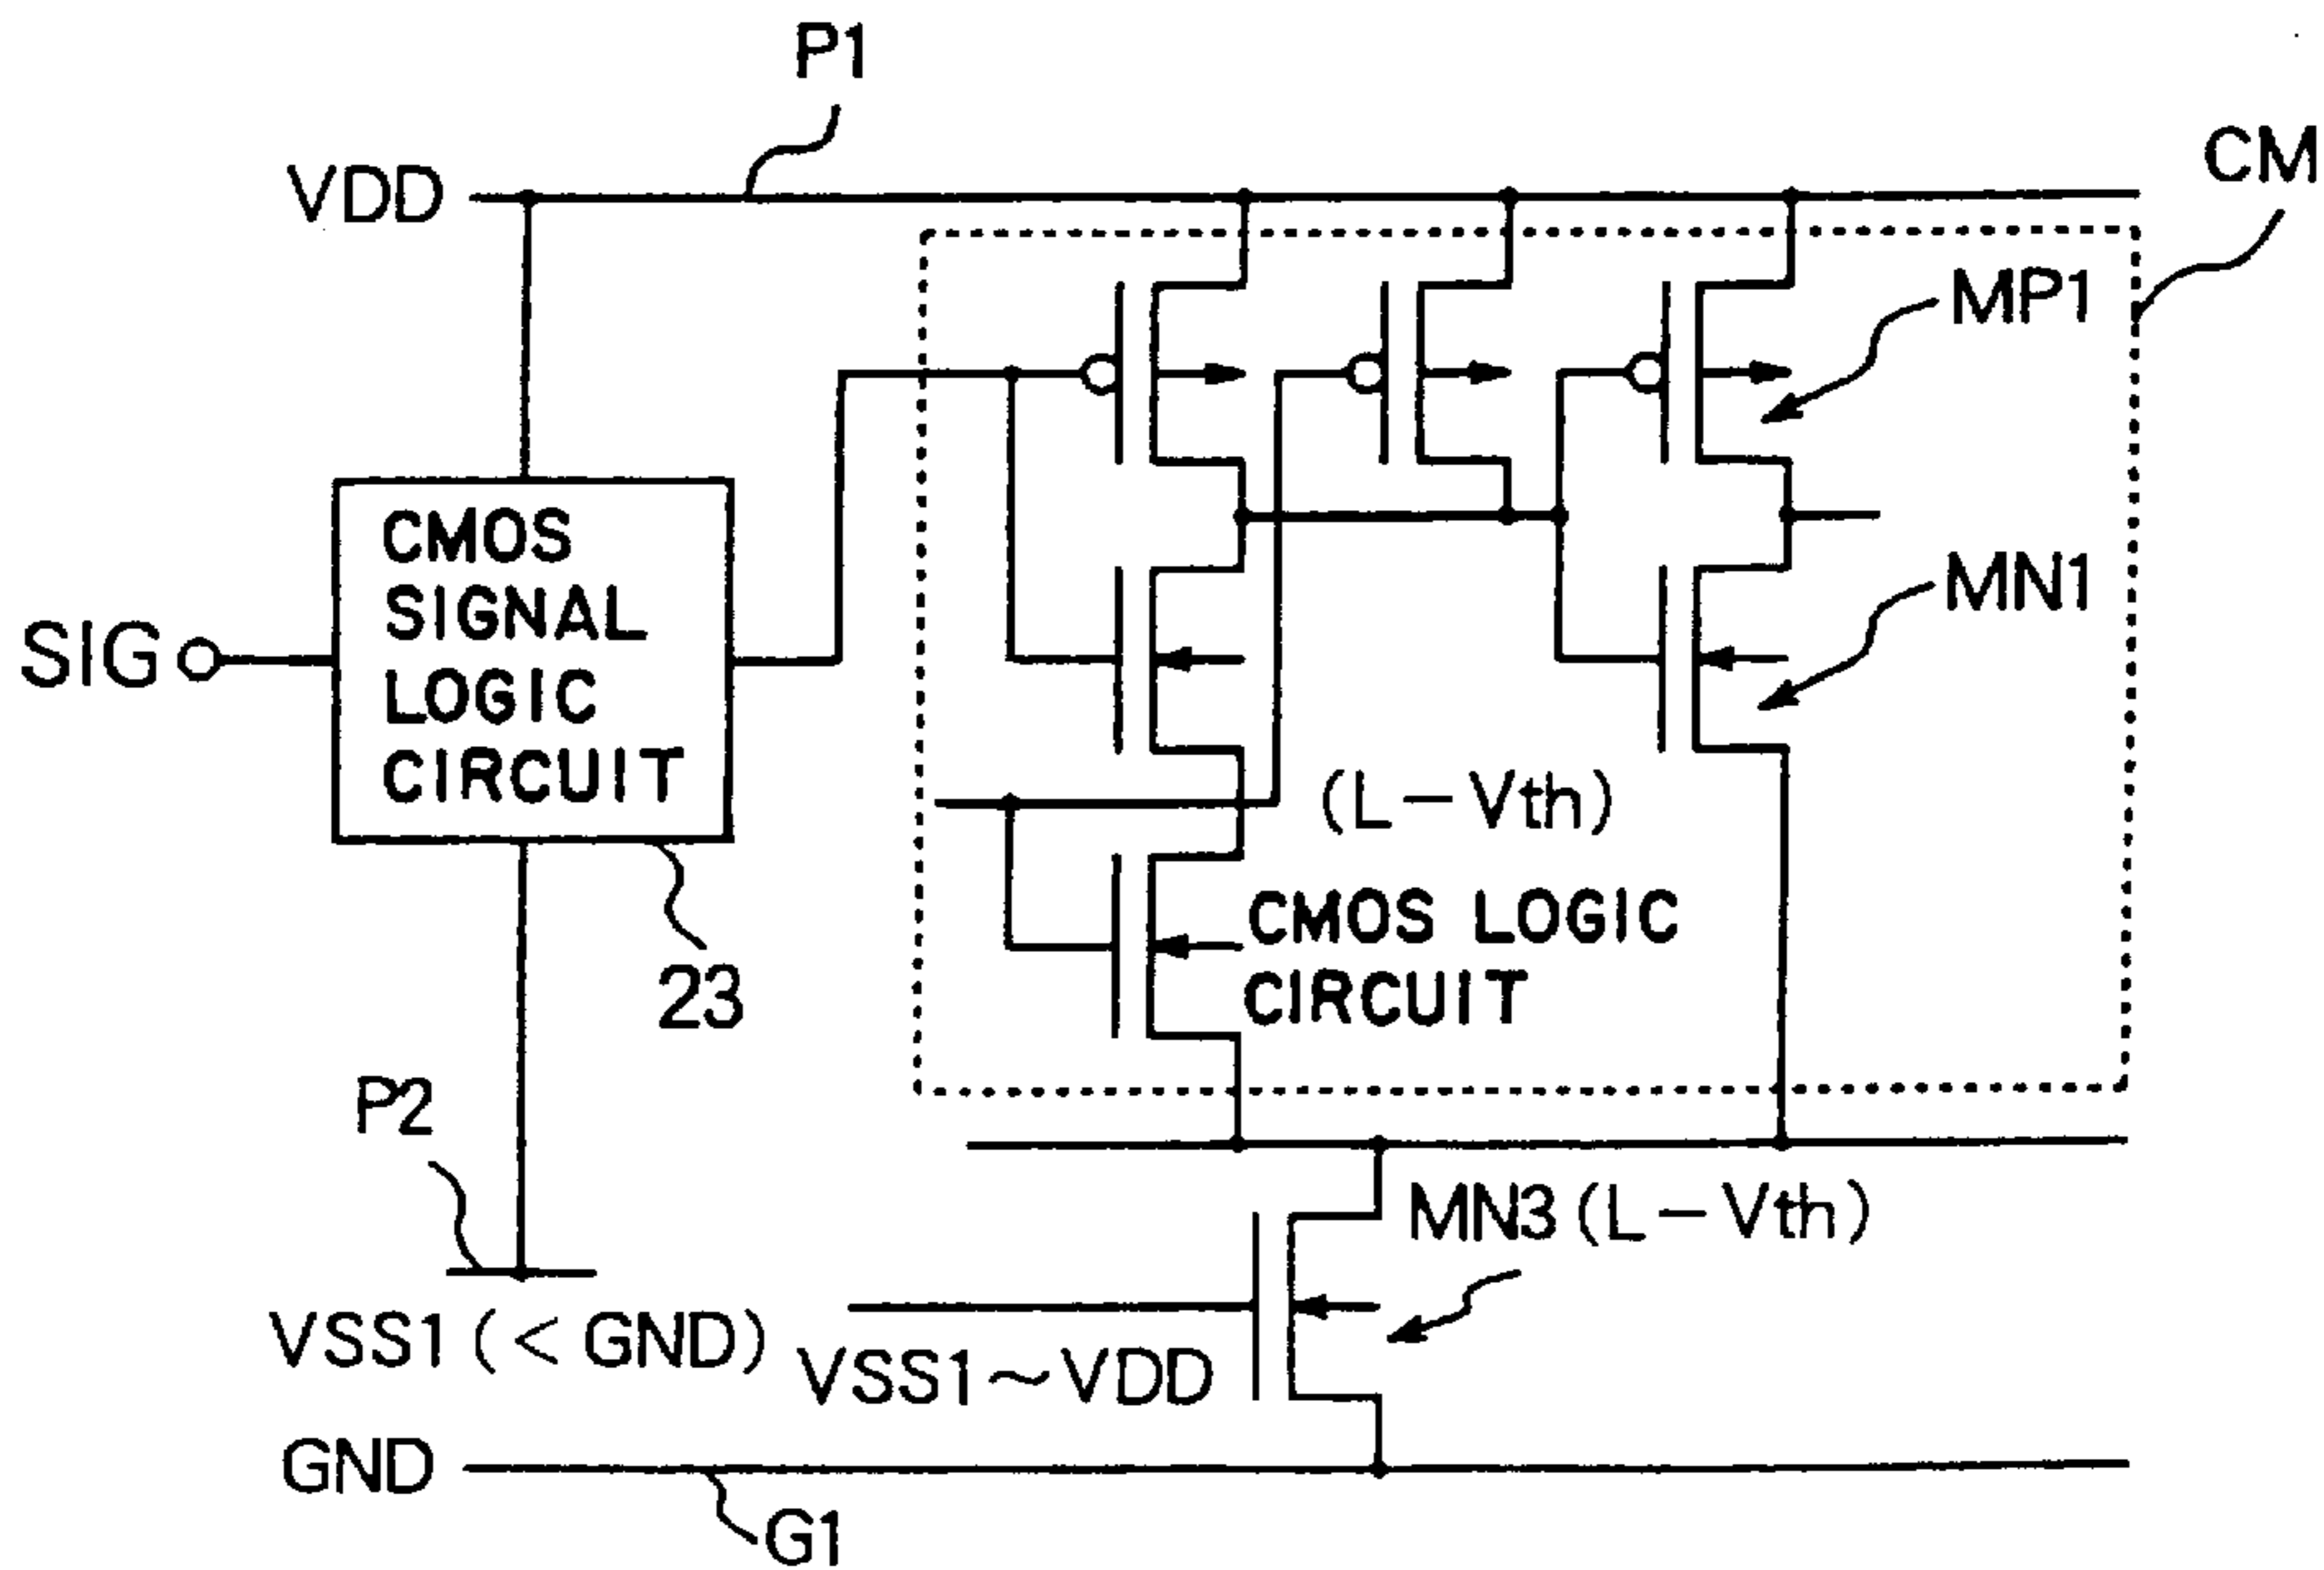 P1
VDD
CM
MP1
CMOS
SIGNAL
LOGIC
CIRCUIT
SIG
MN1
(L-Vth)
CMOS LOGIC
CIRCUIT
23
P2
MN3(L-Vth)
VSS1(<GND)
VSS1~VDD
GND
G1